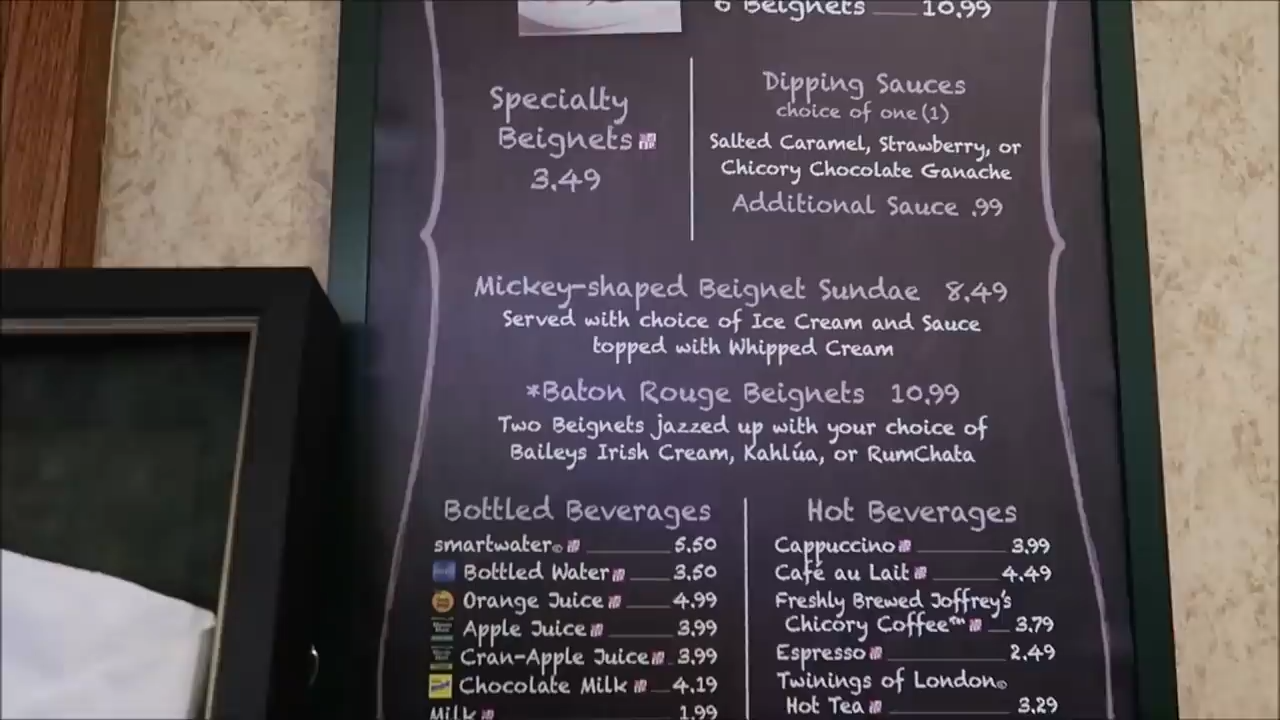 6 Beignets 10.99
Specialty
Beignets
3.49
Dipping Sauces
choice of one (1)
Salted Caramel, Strawberry, or
Chicory Chocolate Ganache
Additional Sauce .99
Mickey-shaped Beignet Sundae 8.49
Served with choice of Ice Cream and Sauce
topped with Whipped Cream
*Baton Rouge Beignets 10.99
Two Beignets jazzed up with your choice of
Baileys Irish Cream, Kahlúa, or RumChata
Bottled Beverages
smartwater© 5.50
Bottled Water 3.50
Orange Juice 4.99
Apple Juice 3.99
Cran-Apple Juice 3.99
Chocolate Milk 4.19
Milk 1.99
Hot Beverages
Cappuccino 3.99
Café au Lait 4.49
Freshly Brewed Joffrey's
Chicory Coffee™ 3.79
Espresso 2.49
Twinings of London©
Hot Tea 3.29